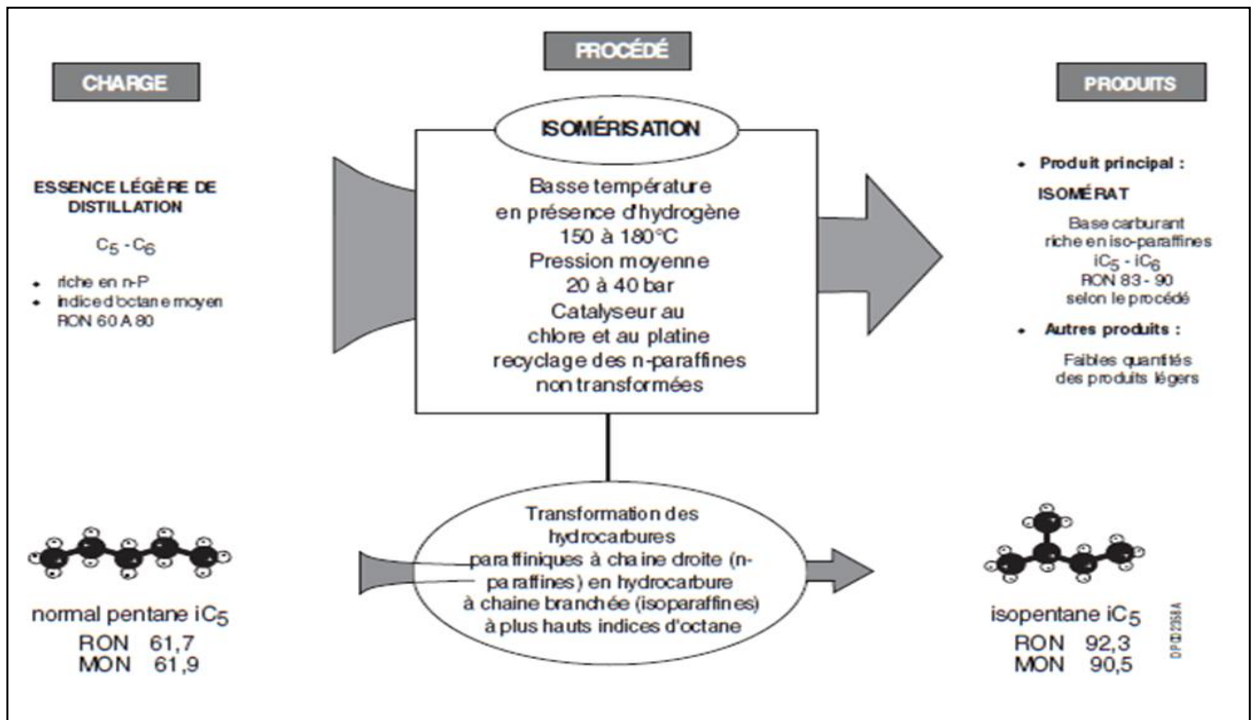 PROCÉDÉ
CHARGE
PRODUITS
ESSENCE LÉGÈRE DE
DISTILLATION
C5 - C6
• riche en n-P
• indice d'octane moyen
RON 60 A 80
ISOMÉRISATION
Basse température
en présence d'hydrogène
150 à 180°C
Pression moyenne
20 à 40 bar
Catalyseur au
chlore et au platine
recyclage des n-paraffines
non transformées
• Produit principal :
ISOMÉRAT
Base carburant
riche en iso-paraffines
iC5 - iC6
RON 83 - 90
selon le procédé
• Autres produits :
Faibles quantités
des produits légers
normal pentane iC5
RON 61,7
MON 61,9
Transformation des
hydrocarbures
paraffiniques à chaine droite (n-
paraffines) en hydrocarbure
à chaine branchée (isoparaffines)
à plus hauts indices d'octane
isopentane iC5
RON 92,3
MON 90,5